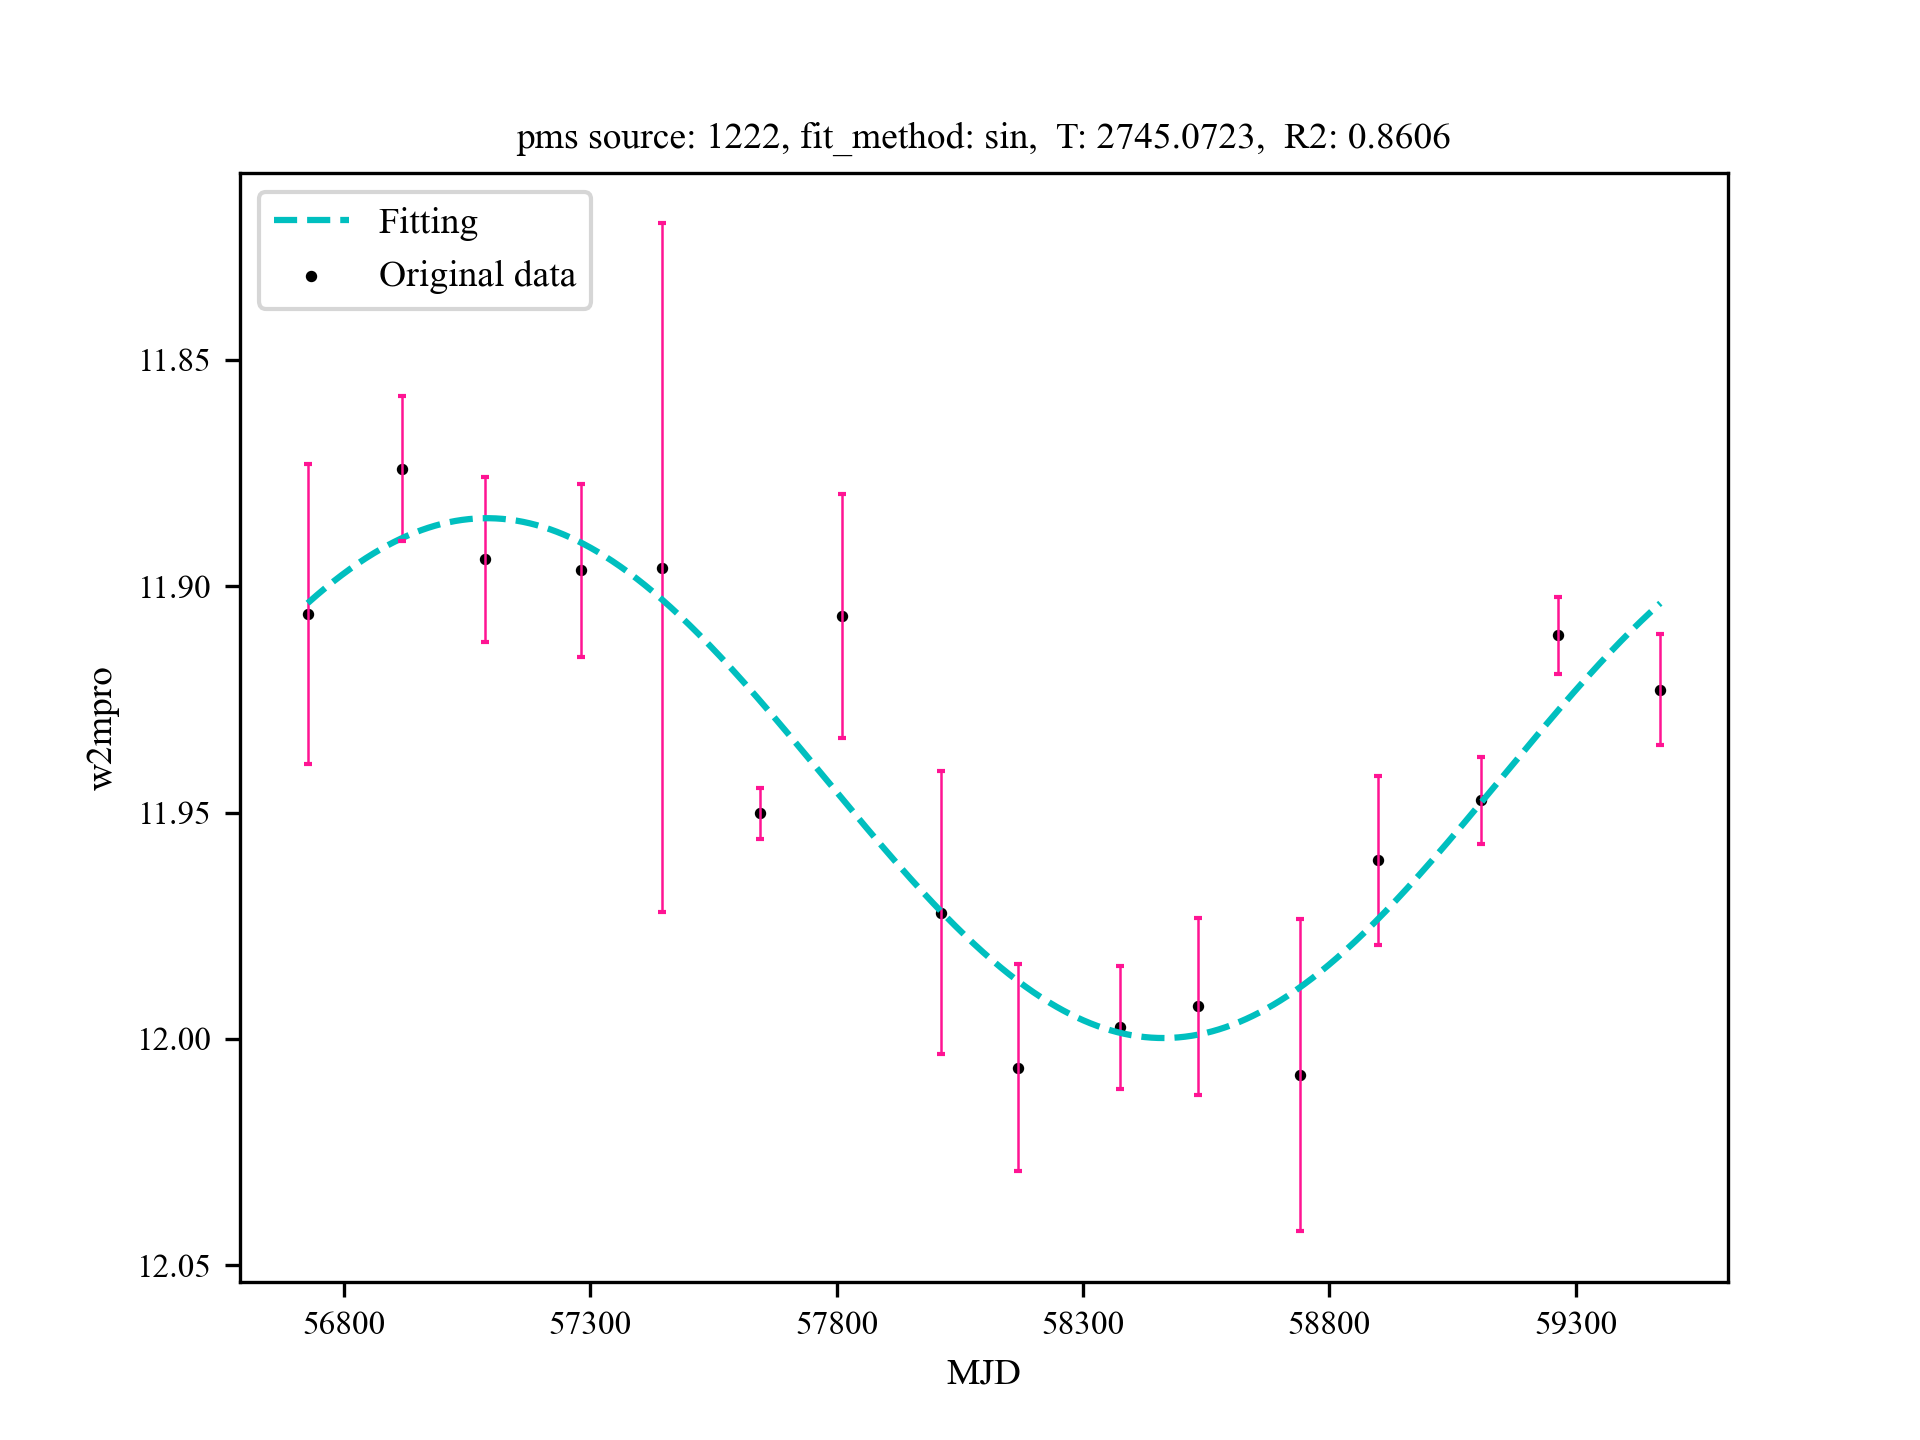 pms source: 1222, fit_method: sin,  T: 2745.0723,  R2: 0.8606
Fitting
Original data
11.85
11.90
11.95
12.00
12.05
w2mpro
56800
57300
57800
58300
58800
59300
MJD